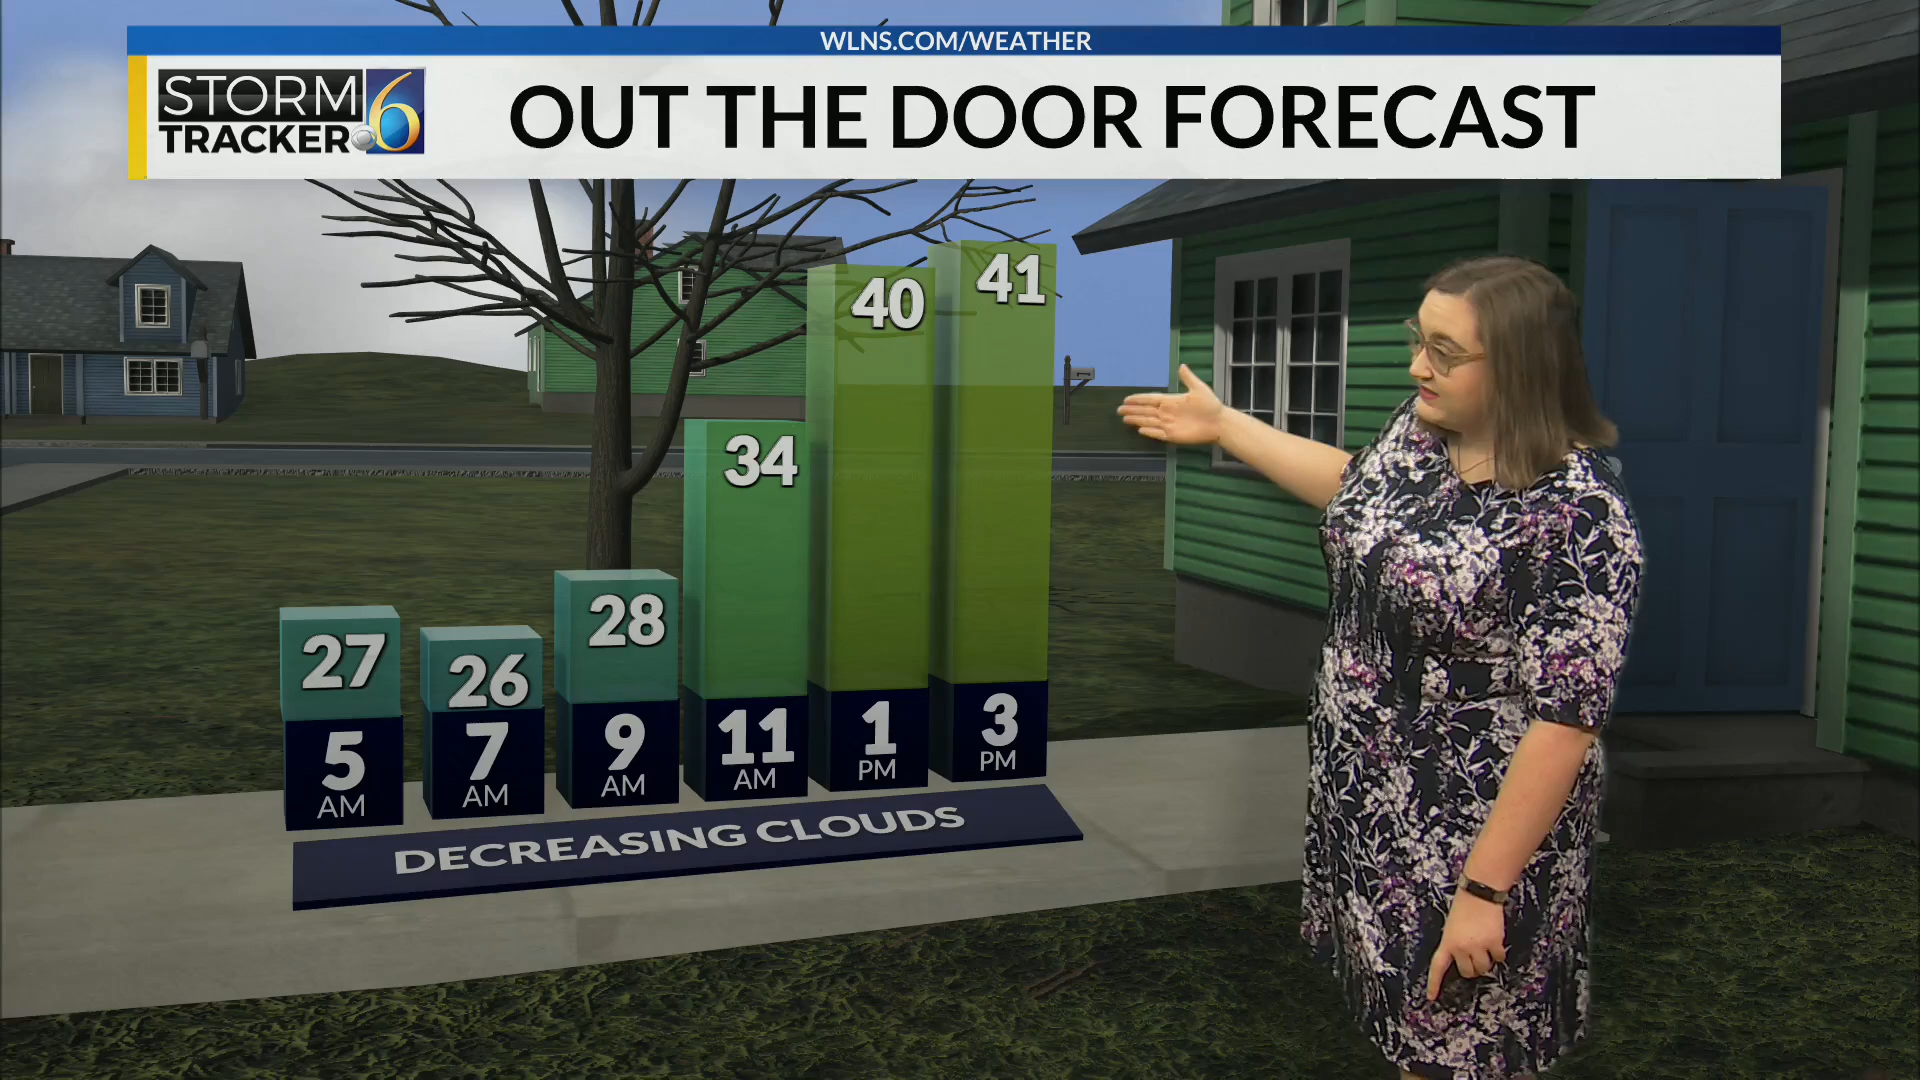 WLNS.COM/WEATHER
STORM
TRACKER 6
OUT THE DOOR FORECAST
27
26
28
34
40
41
5
AM
7
AM
9
AM
11
AM
1
PM
3
PM
DECREASING CLOUDS